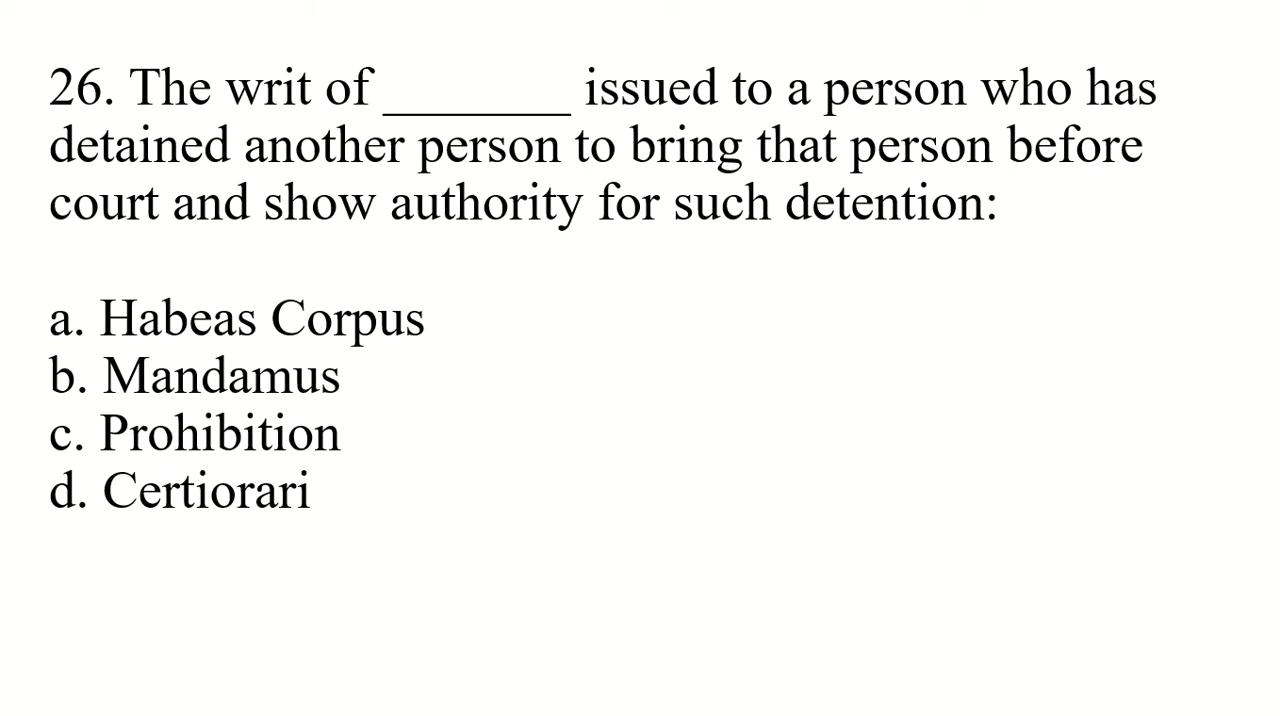 26. The writ of _______ issued to a person who has
detained another person to bring that person before
court and show authority for such detention:
a. Habeas Corpus
b. Mandamus
c. Prohibition
d. Certiorari